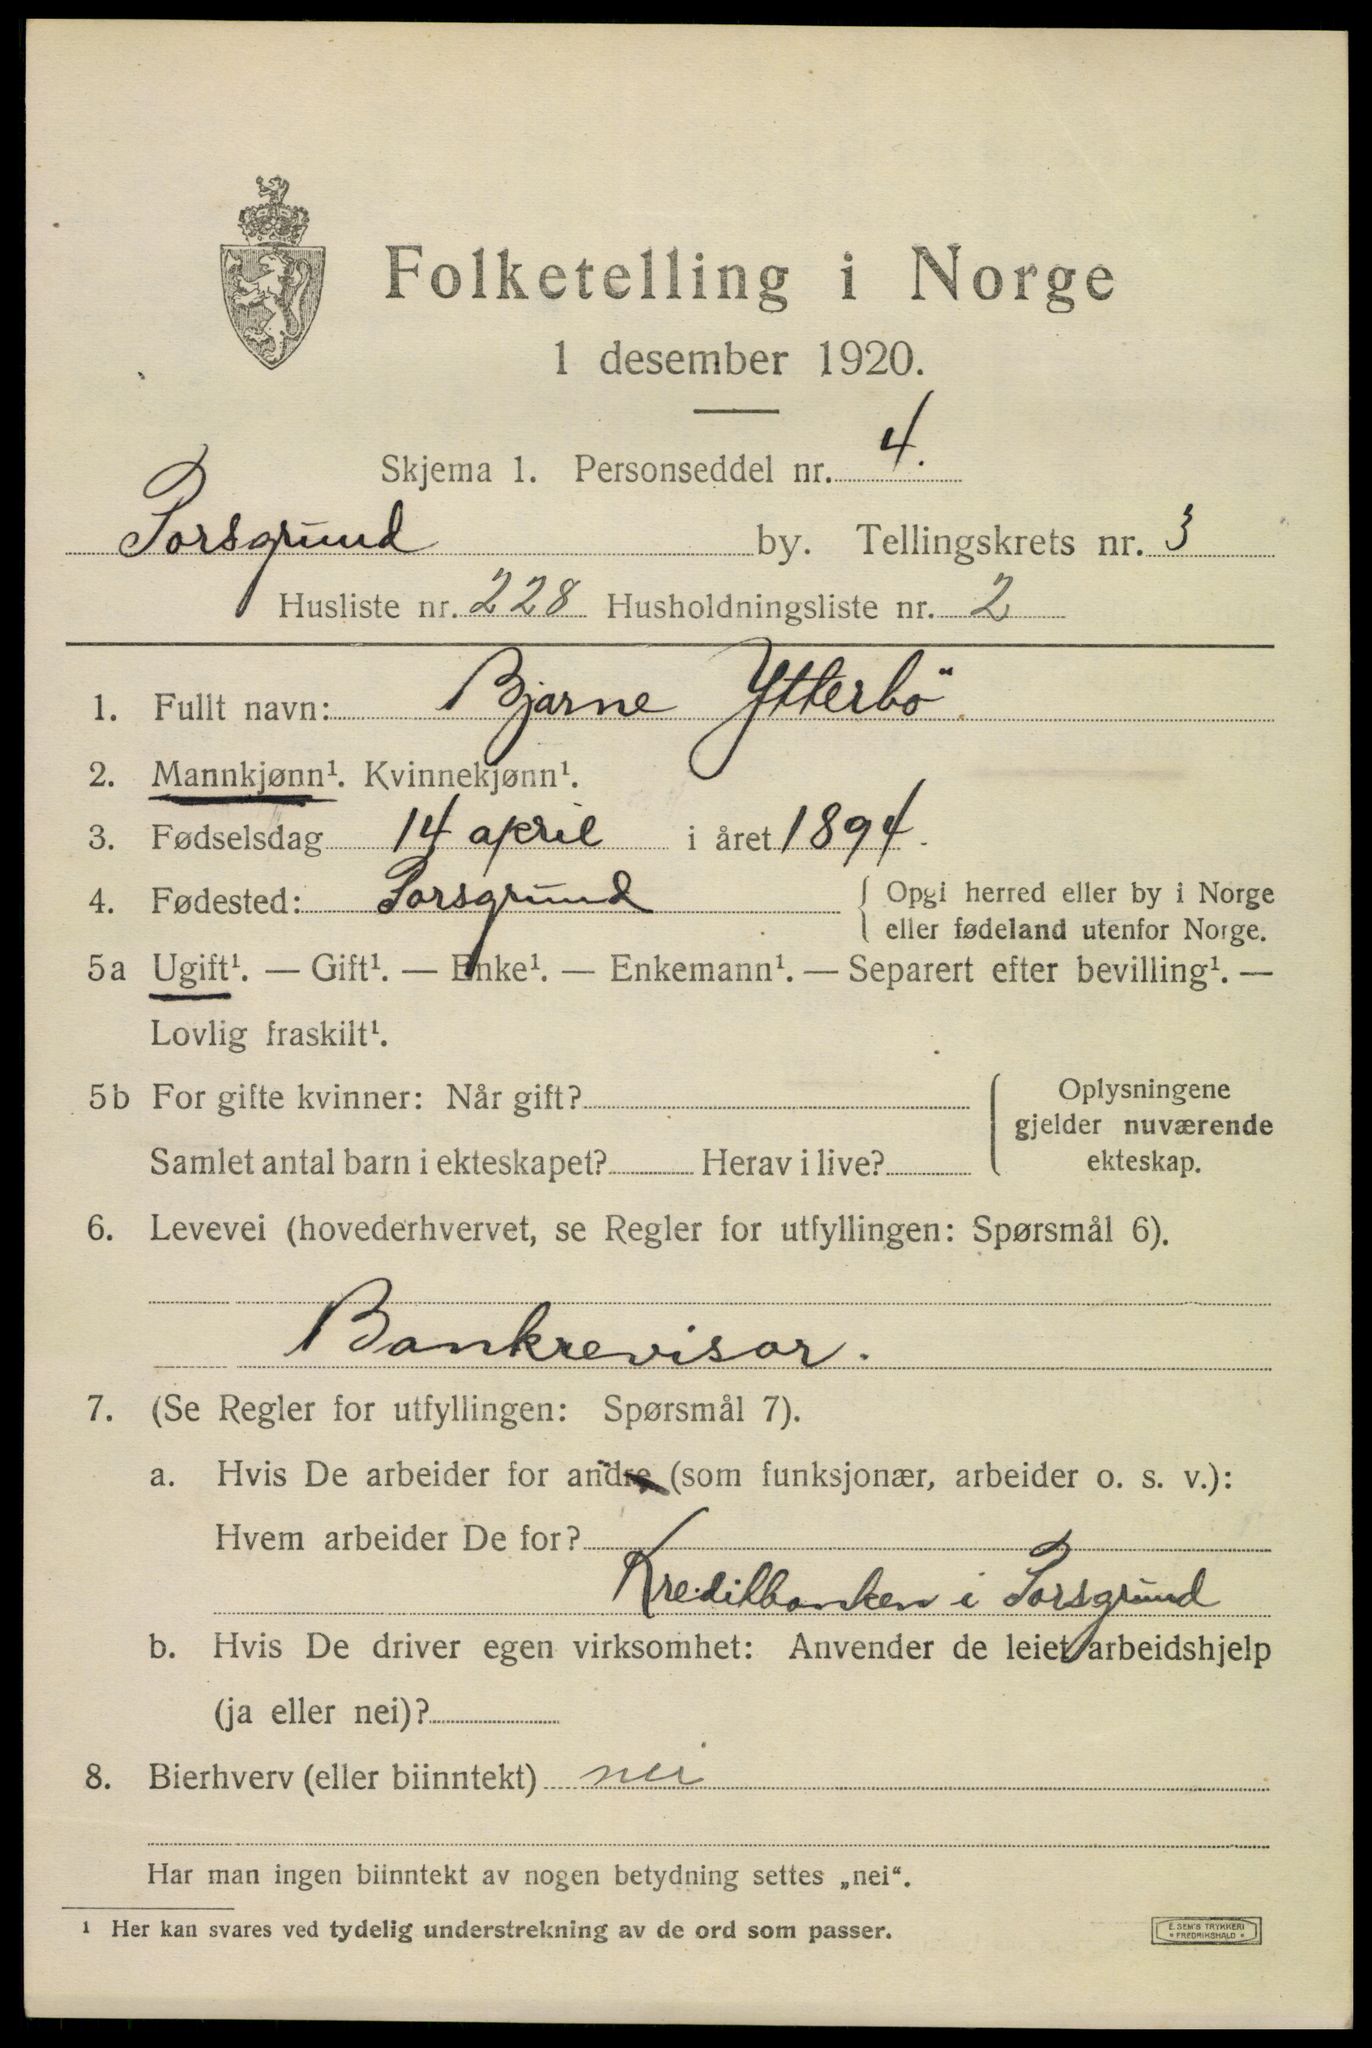 Folketelling i Norge
1 desember 1920.
Skjema 1. Personseddel nr. 4.
Porsgrund by. Tellingskrets nr. 3
Husliste nr. 228 Husholdningsliste nr. 2
1. Fullt navn: Bjarne Ytterbö.
2. Mannkjønn¹. Kvinnekjønn¹.
3. Fødselsdag 14 april i året 1894.
4. Fødested: Porsgrund { Opgi herred eller by i Norge
eller fødeland utenfor Norge.
5a Ugift¹. — Gift¹. — Enke¹. — Enkemann¹. — Separert efter bevilling¹. —
Lovlig fraskilt¹.
5b For gifte kvinner: Når gift?
Samlet antal barn i ekteskapet? Herav i live?
Oplysningene
gjelder nuværende
ekteskap.
6. Levevei (hovederhvervet, se Regler for utfyllingen: Spørsmål 6).
Bankrevisor.
7. (Se Regler for utfyllingen: Spørsmål 7).
a. Hvis De arbeider for andre (som funksjonær, arbeider o. s. v.):
Hvem arbeider De for?
Kreditbanken i Porsgrund
b. Hvis De driver egen virksomhet: Anvender de leiet arbeidshjelp
(ja eller nei)?
8. Bierhverv (eller biinntekt) nei
Har man ingen biinntekt av nogen betydning settes „nei“.
¹ Her kan svares ved tydelig understrekning av de ord som passer.
E. SEM'S TRYKKERI
* FREDRIKSHALD *